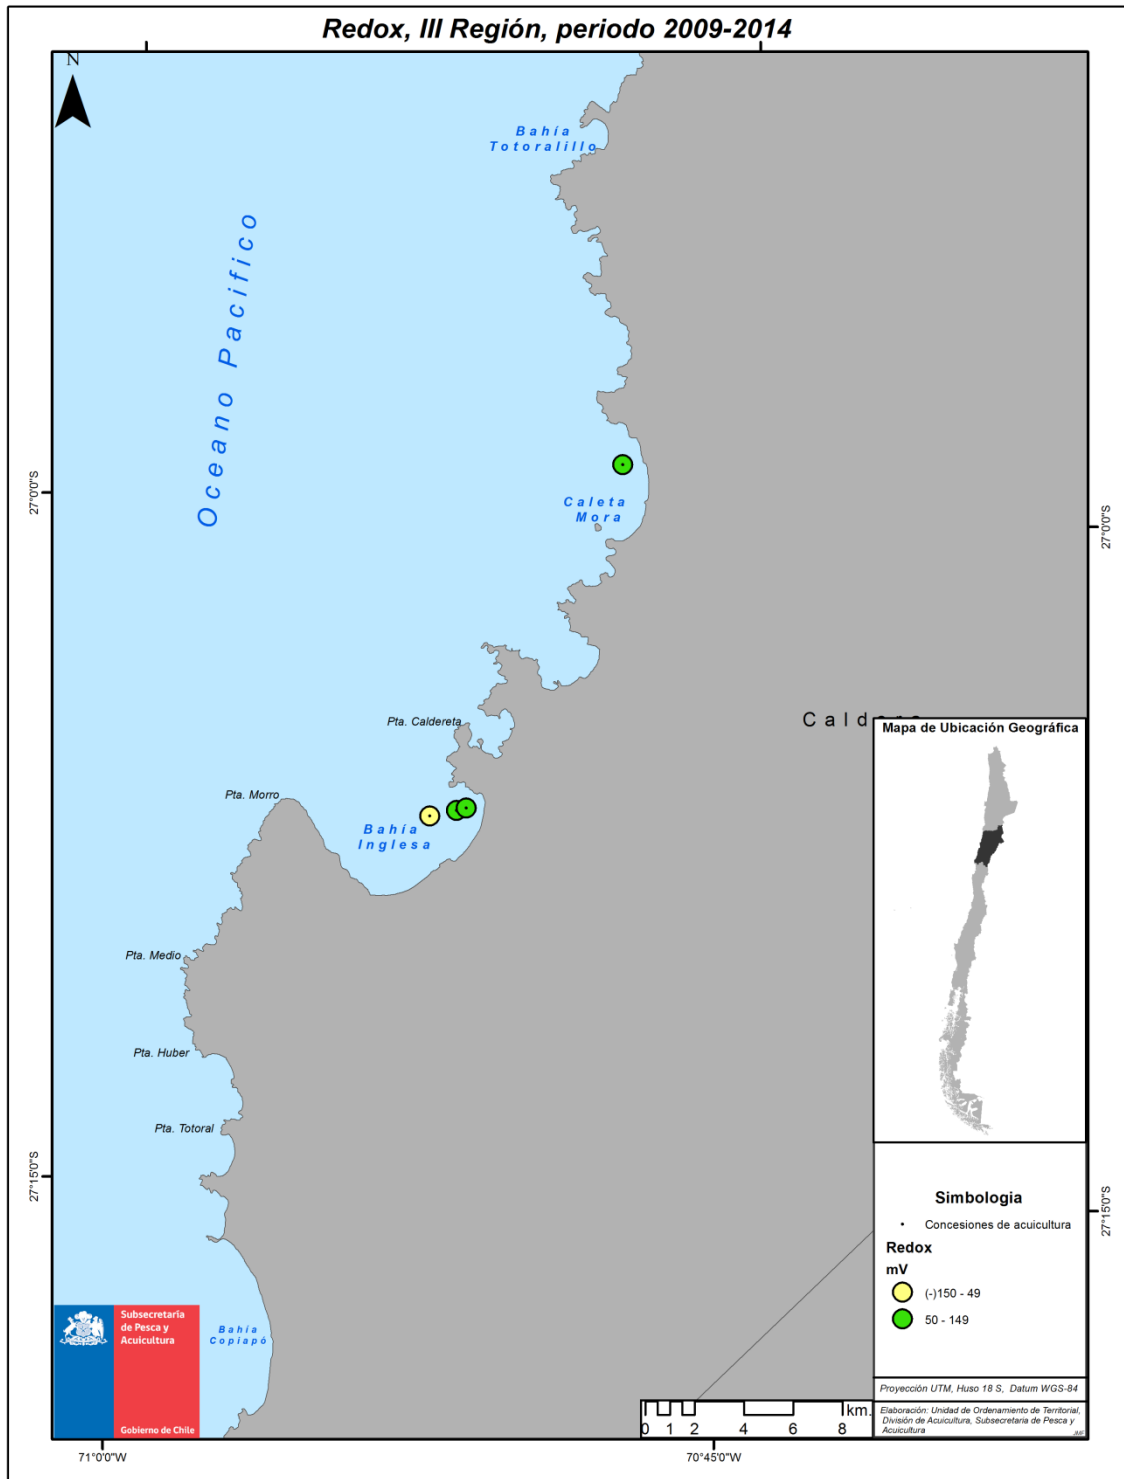 Redox, III Región, periodo 2009-2014
N
Bahía
Totoralillo
Oceano Pacifico
27°0'0"S
27°0'0"S
Caleta
Mora
Pta. Caldereta
Pta. Morro
Bahía
Inglesa
Pta. Medio
Pta. Huber
Pta. Totoral
27°15'0"S
27°15'0"S
Bahía
Copiapó
Mapa de Ubicación Geográfica
Simbologia
Concesiones de acuicultura
Redox
mV
(-)150 - 49
50 - 149
Proyección UTM, Huso 18 S, Datum WGS-84
Elaboración: Unidad de Ordenamiento de Territorial,
División de Acuicultura, Subsecretaria de Pesca y
Acuicultura
Subsecretaría
de Pesca y
Acuicultura
Gobierno de Chile
km.
0 1 2 4 6 8
71°0'0"W
70°45'0"W